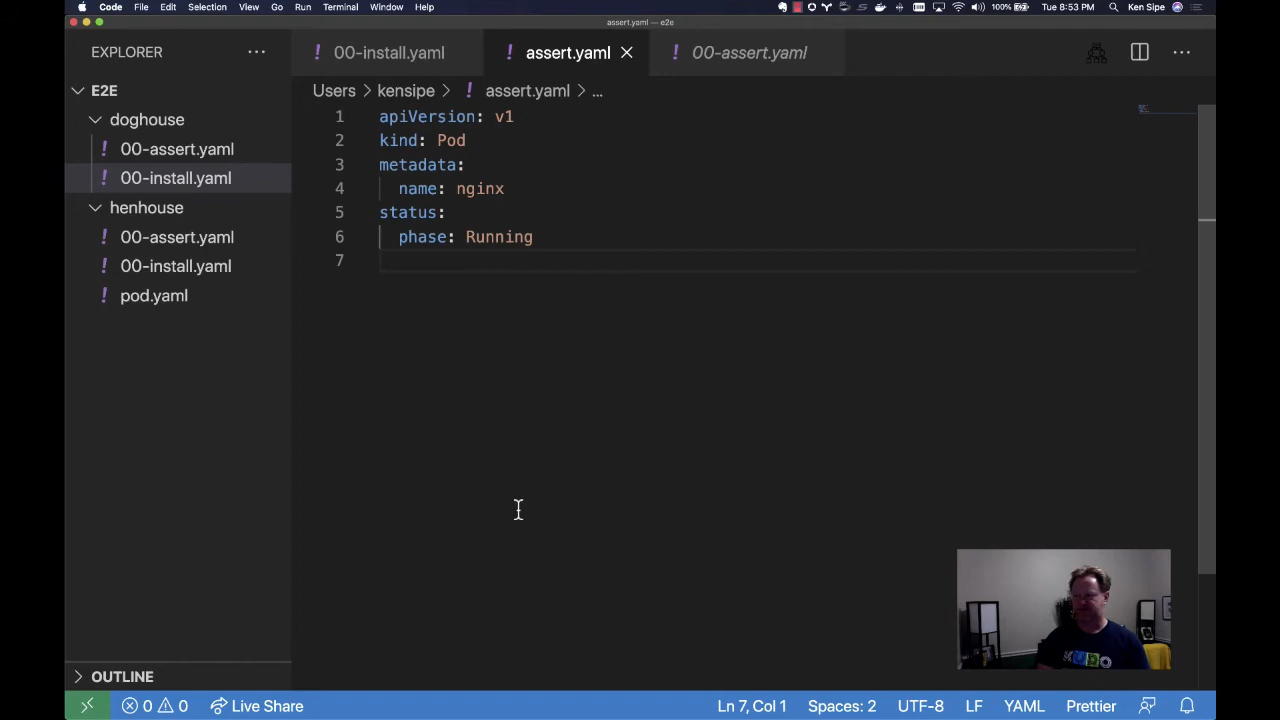 Code File Edit Selection View Go Run Terminal Window Help 100% Tue 8:53 PM Ken Sipe
assert.yaml — e2e
EXPLORER ···
! 00-install.yaml ! assert.yaml × ! 00-assert.yaml ···
E2E
doghouse
! 00-assert.yaml
! 00-install.yaml
henhouse
! 00-assert.yaml
! 00-install.yaml
! pod.yaml
OUTLINE
Users > kensipe > ! assert.yaml > ...
1 apiVersion: v1
2 kind: Pod
3 metadata:
4 name: nginx
5 status:
6 phase: Running
7
KUDO
0 0 Live Share Ln 7, Col 1 Spaces: 2 UTF-8 LF YAML Prettier